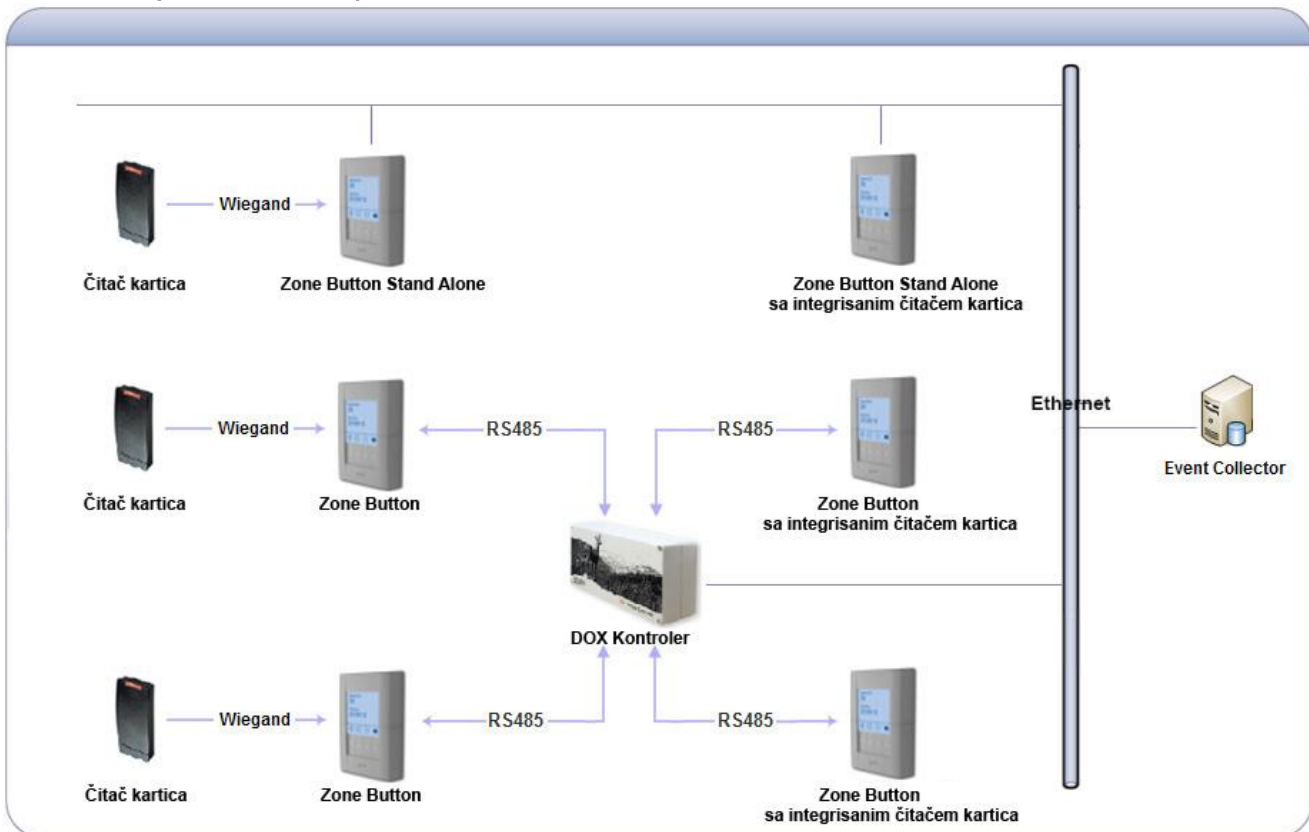 Wiegand
Čitač kartica
Zone Button Stand Alone
Zone Button Stand Alone
sa integrisanim čitačem kartica
Ethernet
Event Collector
Wiegand
RS485
RS485
Čitač kartica
Zone Button
Zone Button
sa integrisanim čitačem kartica
DOX Kontroler
Wiegand
RS485
RS485
Čitač kartica
Zone Button
Zone Button
sa integrisanim čitačem kartica